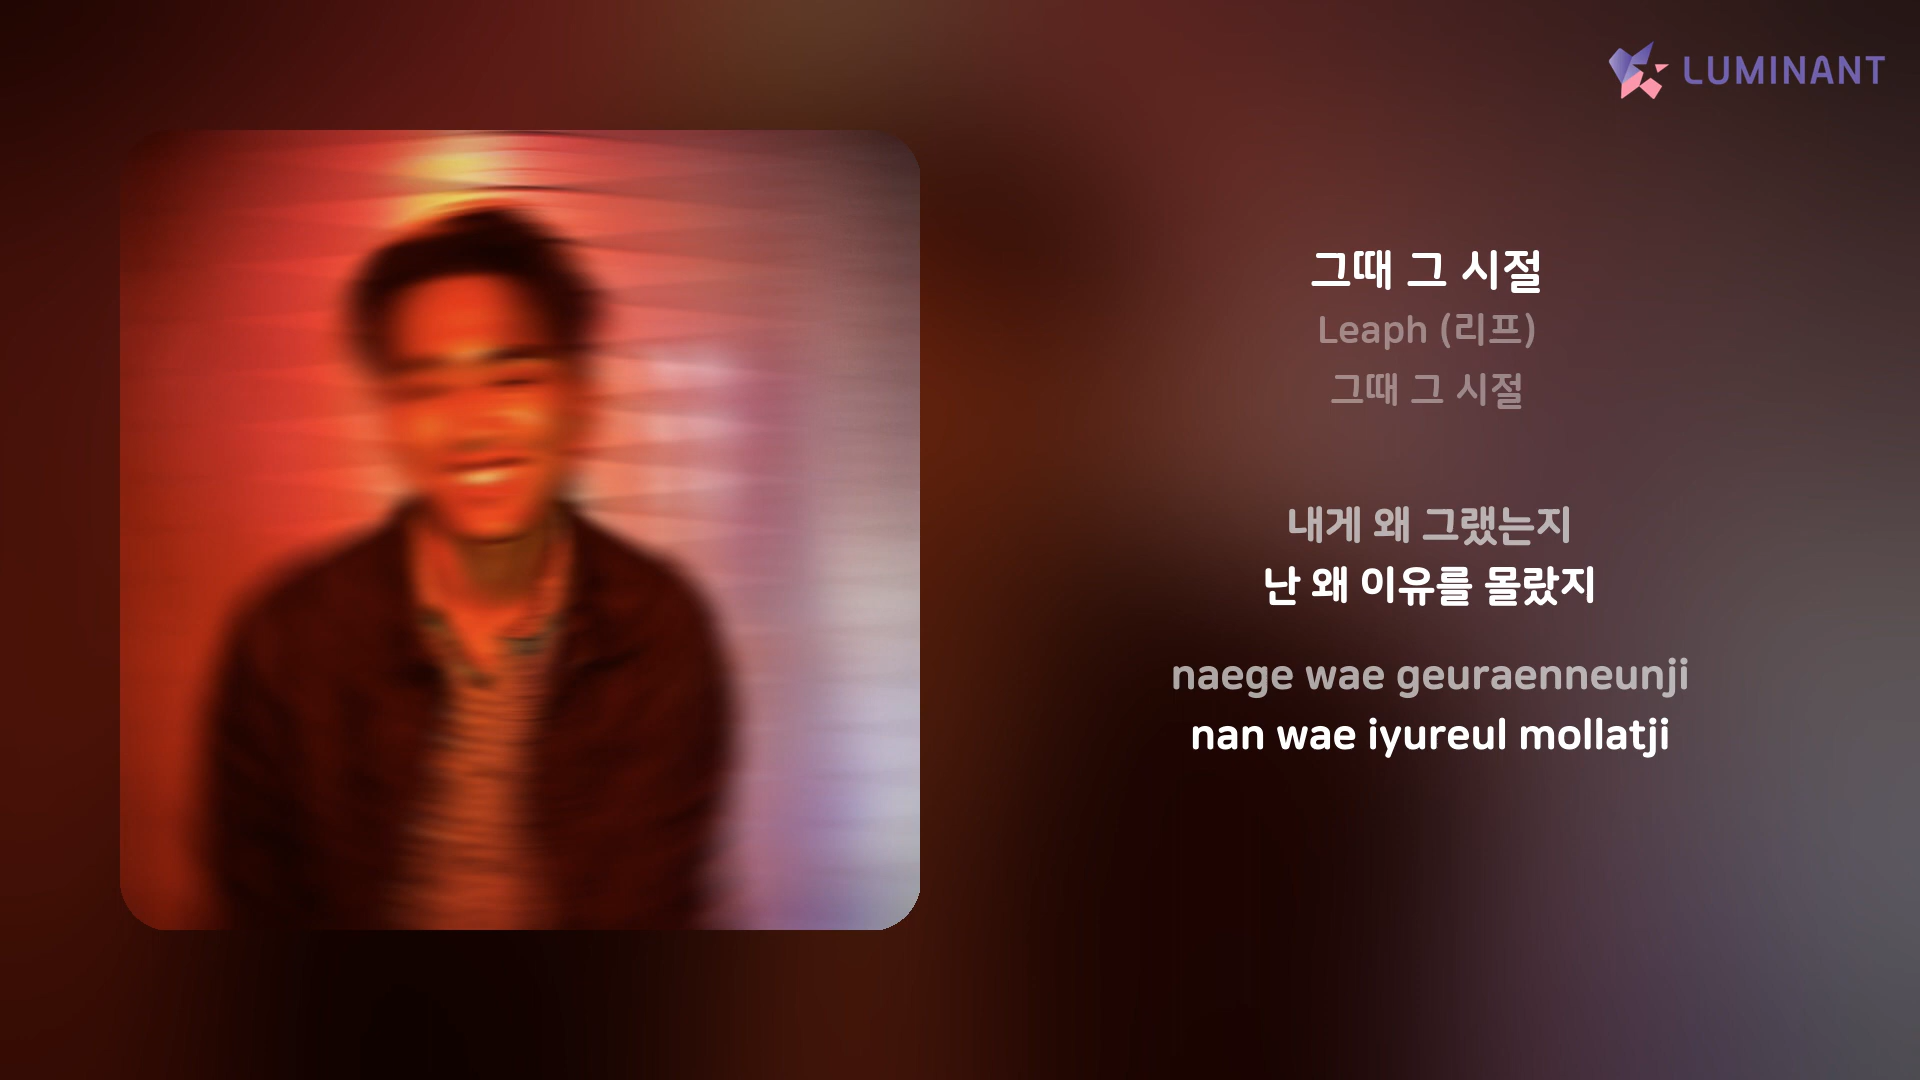 LUMINANT
그때 그 시절
Leaph (리프)
그때 그 시절
내게 왜 그랬는지
난 왜 이유를 몰랐지
naege wae geuraenneunji
nan wae iyureul mollatji